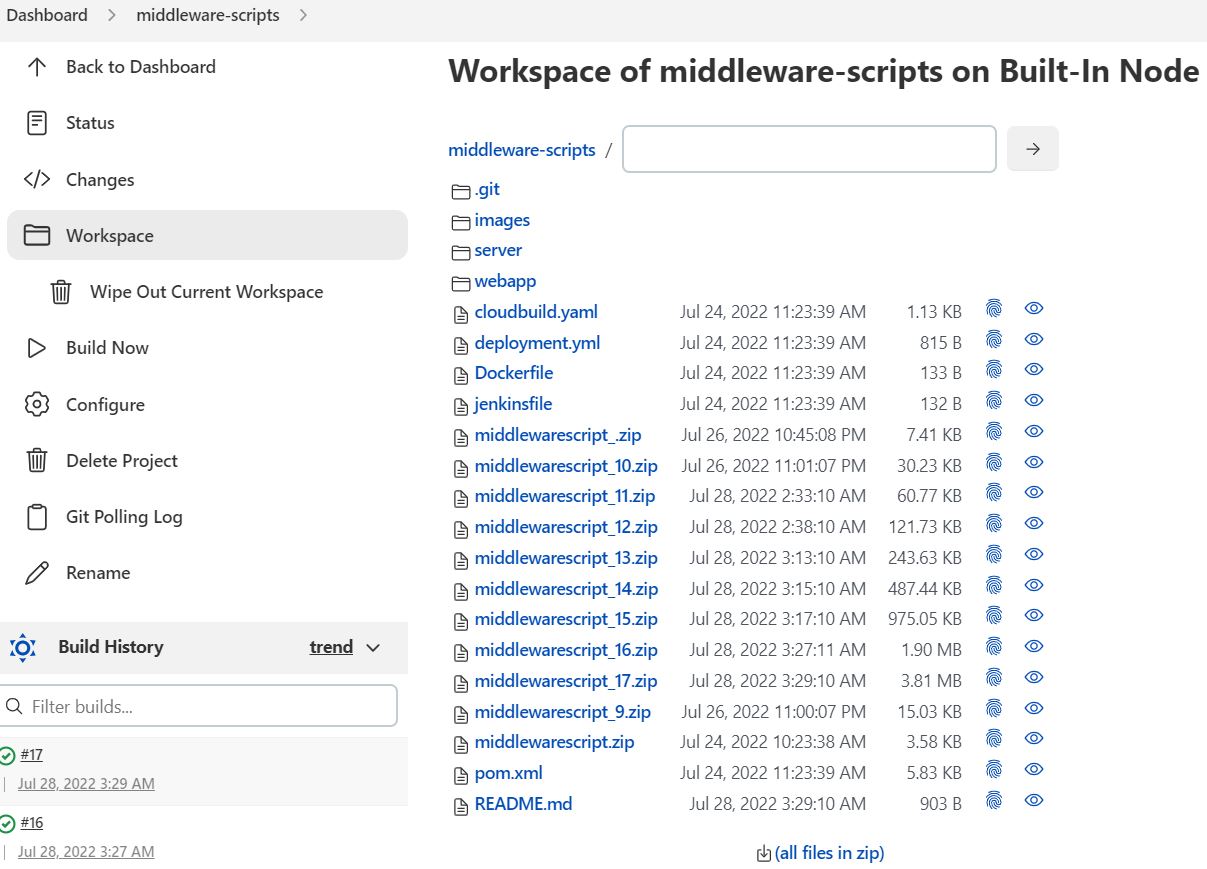 Dashboard > middleware-scripts >
Back to Dashboard
Status
Changes
Workspace
Wipe Out Current Workspace
Build Now
Configure
Delete Project
Git Polling Log
Rename
Build History trend
Filter builds...
#17
Jul 28, 2022 3:29 AM
#16
Jul 28, 2022 3:27 AM
Workspace of middleware-scripts on Built-In Node
middleware-scripts /
.git
images
server
webapp
cloudbuild.yaml Jul 24, 2022 11:23:39 AM 1.13 KB
deployment.yml Jul 24, 2022 11:23:39 AM 815 B
Dockerfile Jul 24, 2022 11:23:39 AM 133 B
jenkinsfile Jul 24, 2022 11:23:39 AM 132 B
middlewarescript_.zip Jul 26, 2022 10:45:08 PM 7.41 KB
middlewarescript_10.zip Jul 26, 2022 11:01:07 PM 30.23 KB
middlewarescript_11.zip Jul 28, 2022 2:33:10 AM 60.77 KB
middlewarescript_12.zip Jul 28, 2022 2:38:10 AM 121.73 KB
middlewarescript_13.zip Jul 28, 2022 3:13:10 AM 243.63 KB
middlewarescript_14.zip Jul 28, 2022 3:15:10 AM 487.44 KB
middlewarescript_15.zip Jul 28, 2022 3:17:10 AM 975.05 KB
middlewarescript_16.zip Jul 28, 2022 3:27:11 AM 1.90 MB
middlewarescript_17.zip Jul 28, 2022 3:29:10 AM 3.81 MB
middlewarescript_9.zip Jul 26, 2022 11:00:07 PM 15.03 KB
middlewarescript.zip Jul 24, 2022 10:23:38 AM 3.58 KB
pom.xml Jul 24, 2022 11:23:39 AM 5.83 KB
README.md Jul 28, 2022 3:29:10 AM 903 B
(all files in zip)